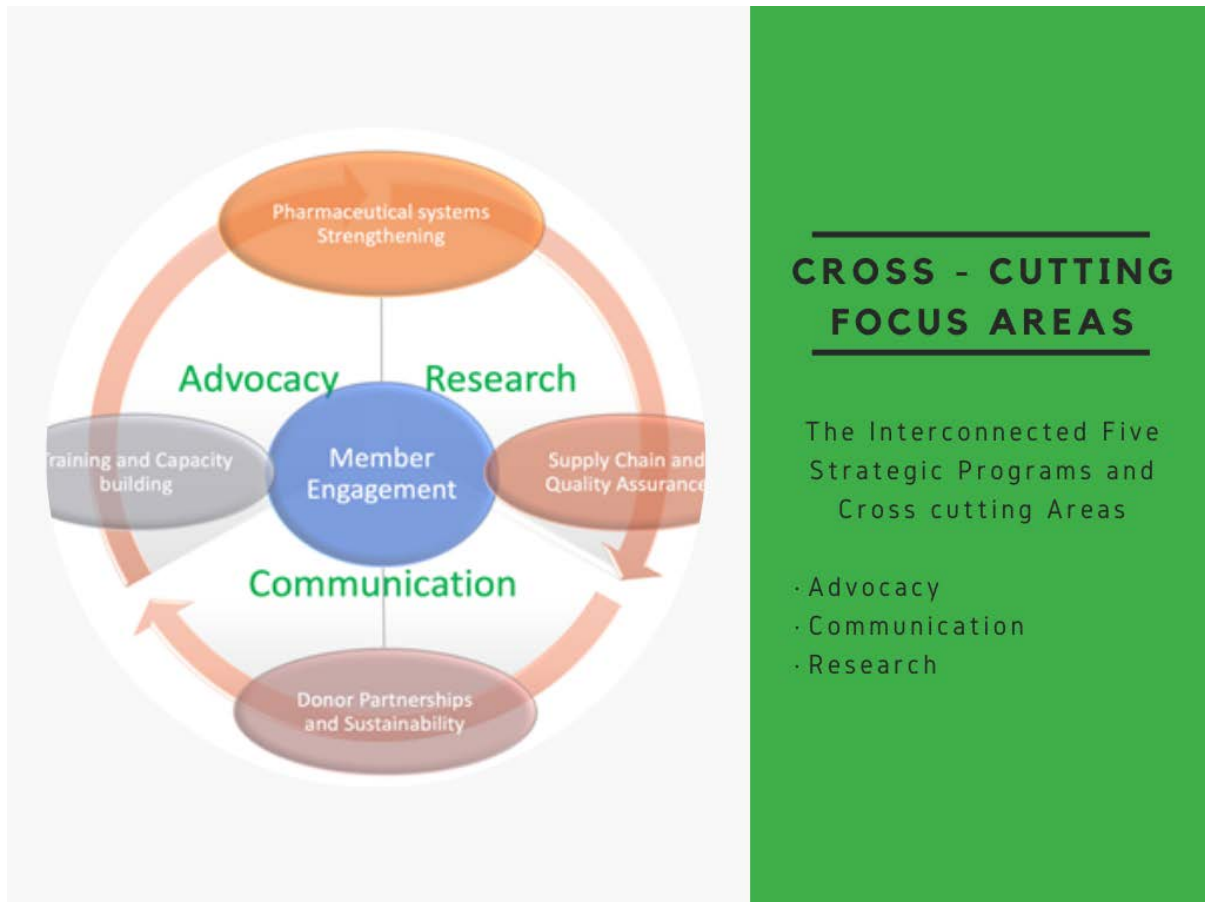 Pharmaceutical systems
Strengthening
Advocacy
Research
raining and Capacity
building
Member
Engagement
Supply Chain and
Quality Assurance
Communication
Donor Partnerships
and Sustainability
CROSS - CUTTING
FOCUS AREAS
The Interconnected Five
Strategic Programs and
Cross cutting Areas
· Advocacy
· Communication
· Research